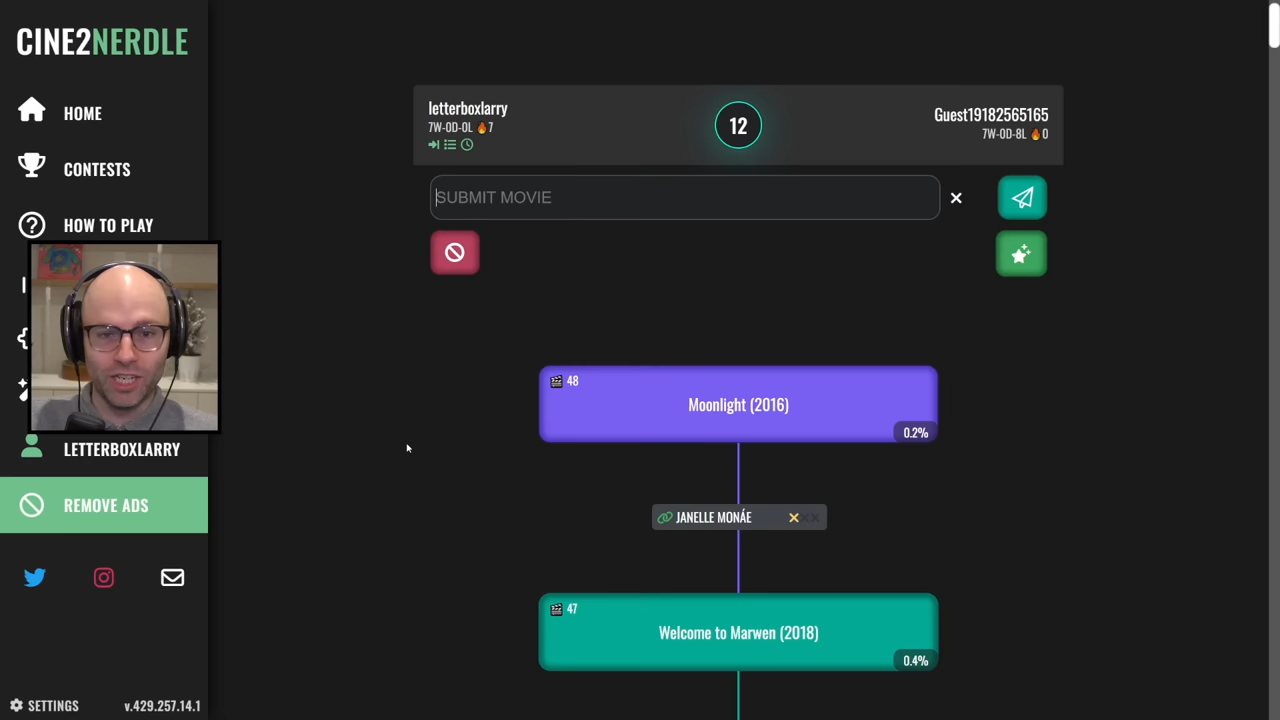 CINE2NERDLE
HOME
CONTESTS
HOW TO PLAY
LETTERBOXLARRY
REMOVE ADS
SETTINGS
v.429.257.14.1
letterboxlarry
7W-0D-0L 🔥7
12
Guest19182565165
7W-0D-8L 🔥0
SUBMIT MOVIE
48
Moonlight (2016)
0.2%
JANELLE MONÁE
47
Welcome to Marwen (2018)
0.4%